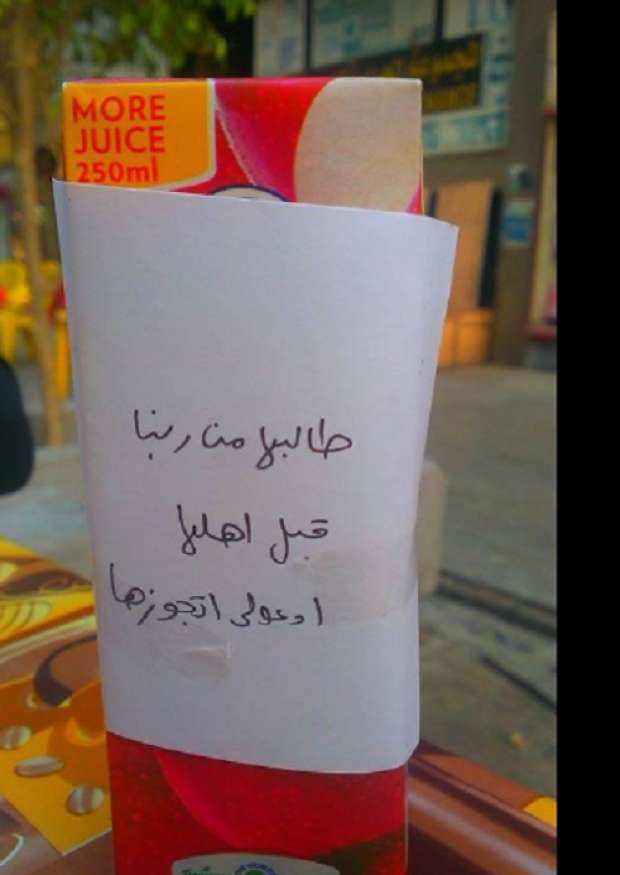 MORE
JUICE
250ml
طالبها من ربنا
قبل اهلها
ادعولى اتجوزها